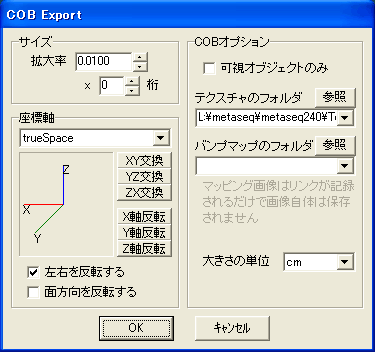 COB Export
サイズ
拡大率 0.0100
x 0 桁
座標軸
trueSpace
XY交換
YZ交換
ZX交換
X軸反転
Y軸反転
Z軸反転
Z
X
Y
左右を反転する
面方向を反転する
COBオプション
可視オブジェクトのみ
テクスチャのフォルダ 参照
L:¥metaseq¥metaseq240¥T
バンプマップのフォルダ 参照
マッピング画像はリンクが記録
されるだけで画像自体は保存
されません
大きさの単位 cm
OK キャンセル